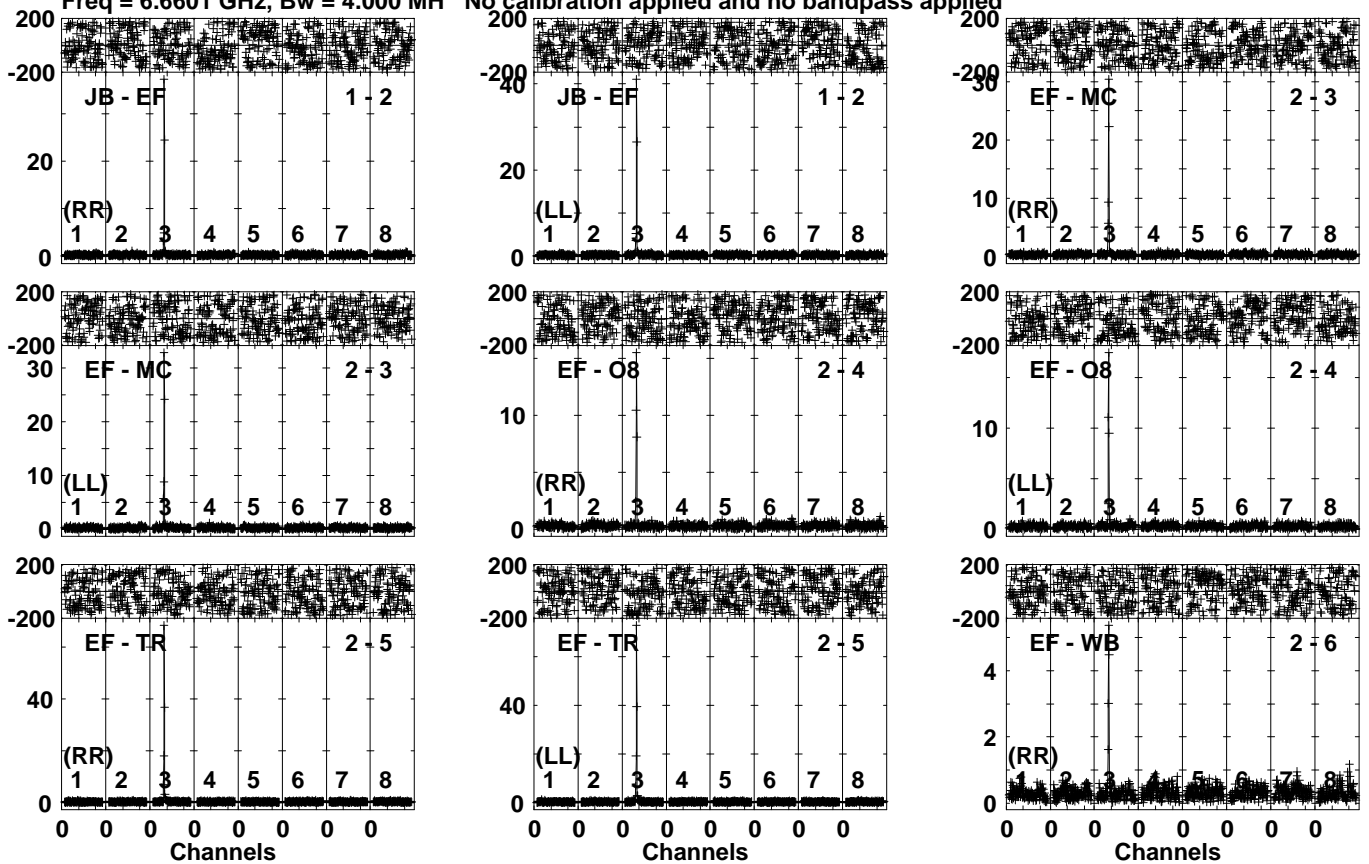 Freq = 6.6601 GHz, Bw = 4.000 MH No calibration applied and no bandpass applied
200 200 200
-200 -200 -200
40 30
JB - EF 1 - 2 JB - EF 1 - 2 EF - MC 2 - 3
20 20 20
10
(RR) (LL) (RR)
1 2 3 4 5 6 7 8 1 2 3 4 5 6 7 8 1 2 3 4 5 6 7 8
0 0 0
200 200 200
-200 -200 -200
EF - MC 2 - 3 EF - O8 2 - 4 EF - O8 2 - 4
30
20 10 10
10
(LL) (RR) (LL)
1 2 3 4 5 6 7 8 1 2 3 4 5 6 7 8 1 2 3 4 5 6 7 8
0 0 0
200 200 200
-200 -200 -200
EF - TR 2 - 5 EF - TR 2 - 5 EF - WB 2 - 6
40 40 4
2
(RR) (LL) (RR)
1 2 3 4 5 6 7 8 1 2 3 4 5 6 7 8 1 2 3 4 5 6 7 8
0 0 0
0 0 0 0 0 0 0 0 0 0 0 0 0 0 0 0 0 0 0 0 0 0 0 0
Channels Channels Channels